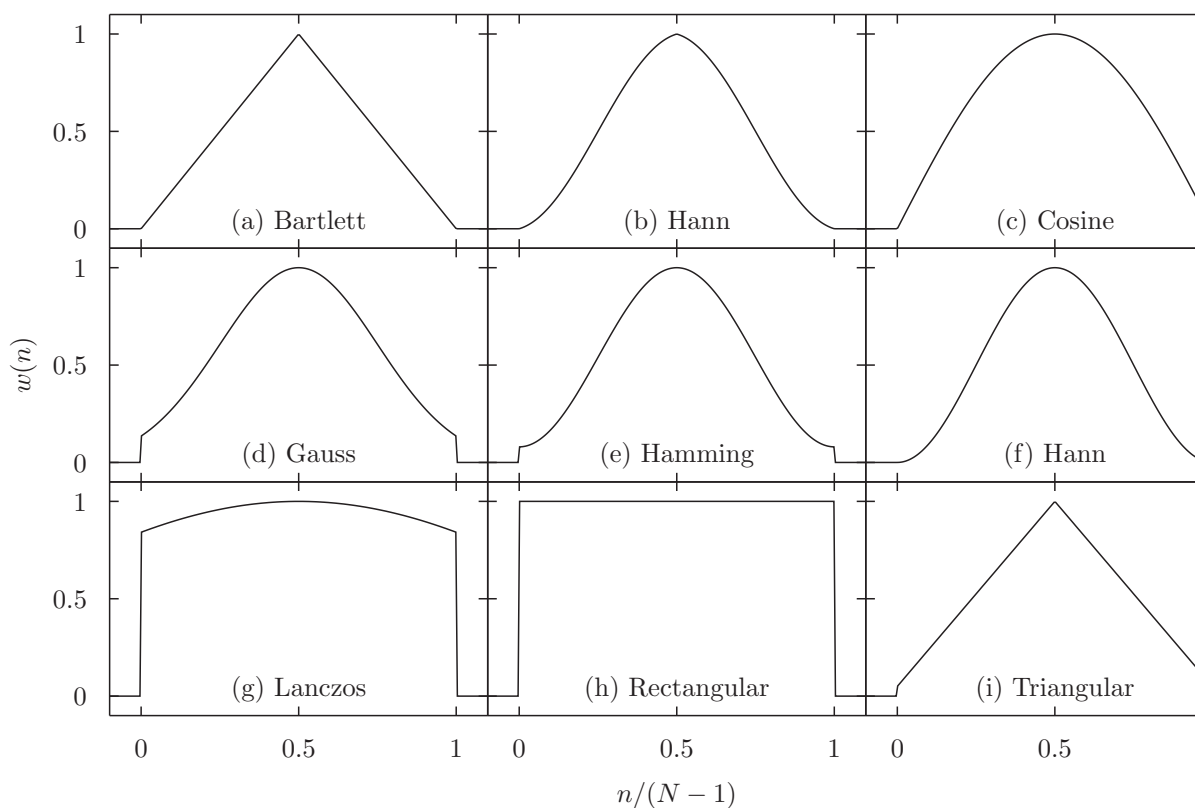 1
0.5
0
(a) Bartlett
(b) Hann
(c) Cosine
1
0.5
0
w(n)
(d) Gauss
(e) Hamming
(f) Hann
1
0.5
0
(g) Lanczos
(h) Rectangular
(i) Triangular
0 0.5 1 0 0.5 1 0 0.5
n/(N − 1)